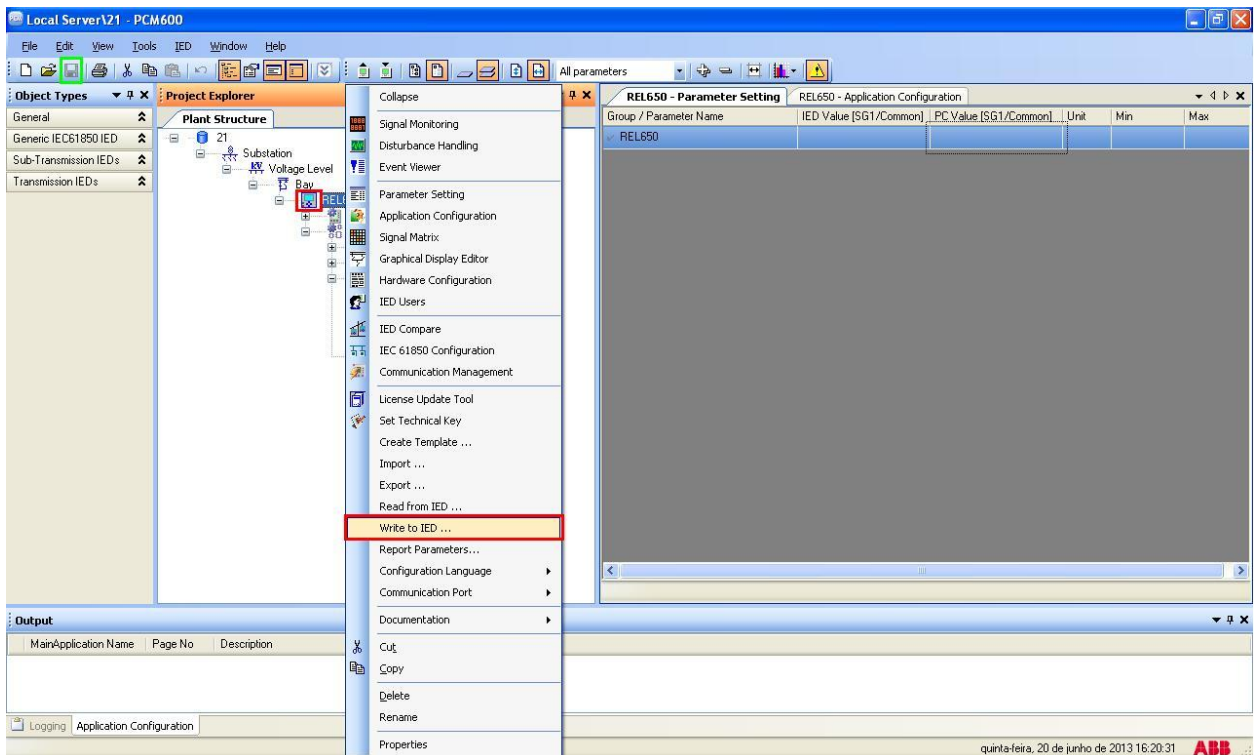 Local Server\21 - PCM600
File Edit View Tools IED Window Help
All parameters
Object Types
General
Generic IEC61850 IED
Sub-Transmission IEDs
Transmission IEDs
Project Explorer
Plant Structure
21
Substation
Voltage Level
Bay
Collapse
Signal Monitoring
Disturbance Handling
Event Viewer
Parameter Setting
Application Configuration
Signal Matrix
Graphical Display Editor
Hardware Configuration
IED Users
IED Compare
IEC 61850 Configuration
Communication Management
License Update Tool
Set Technical Key
Create Template ...
Import ...
Export ...
Read from IED ...
Write to IED ...
Report Parameters...
Configuration Language
Communication Port
Documentation
Cut
Copy
Delete
Rename
Properties
REL650 - Parameter Setting REL650 - Application Configuration
Group / Parameter Name IED Value [SG1/Common] PC Value [SG1/Common] Unit Min Max
REL650
Output
MainApplication Name Page No Description
Logging Application Configuration
quinta-feira, 20 de junho de 2013 16:20:31 ABB